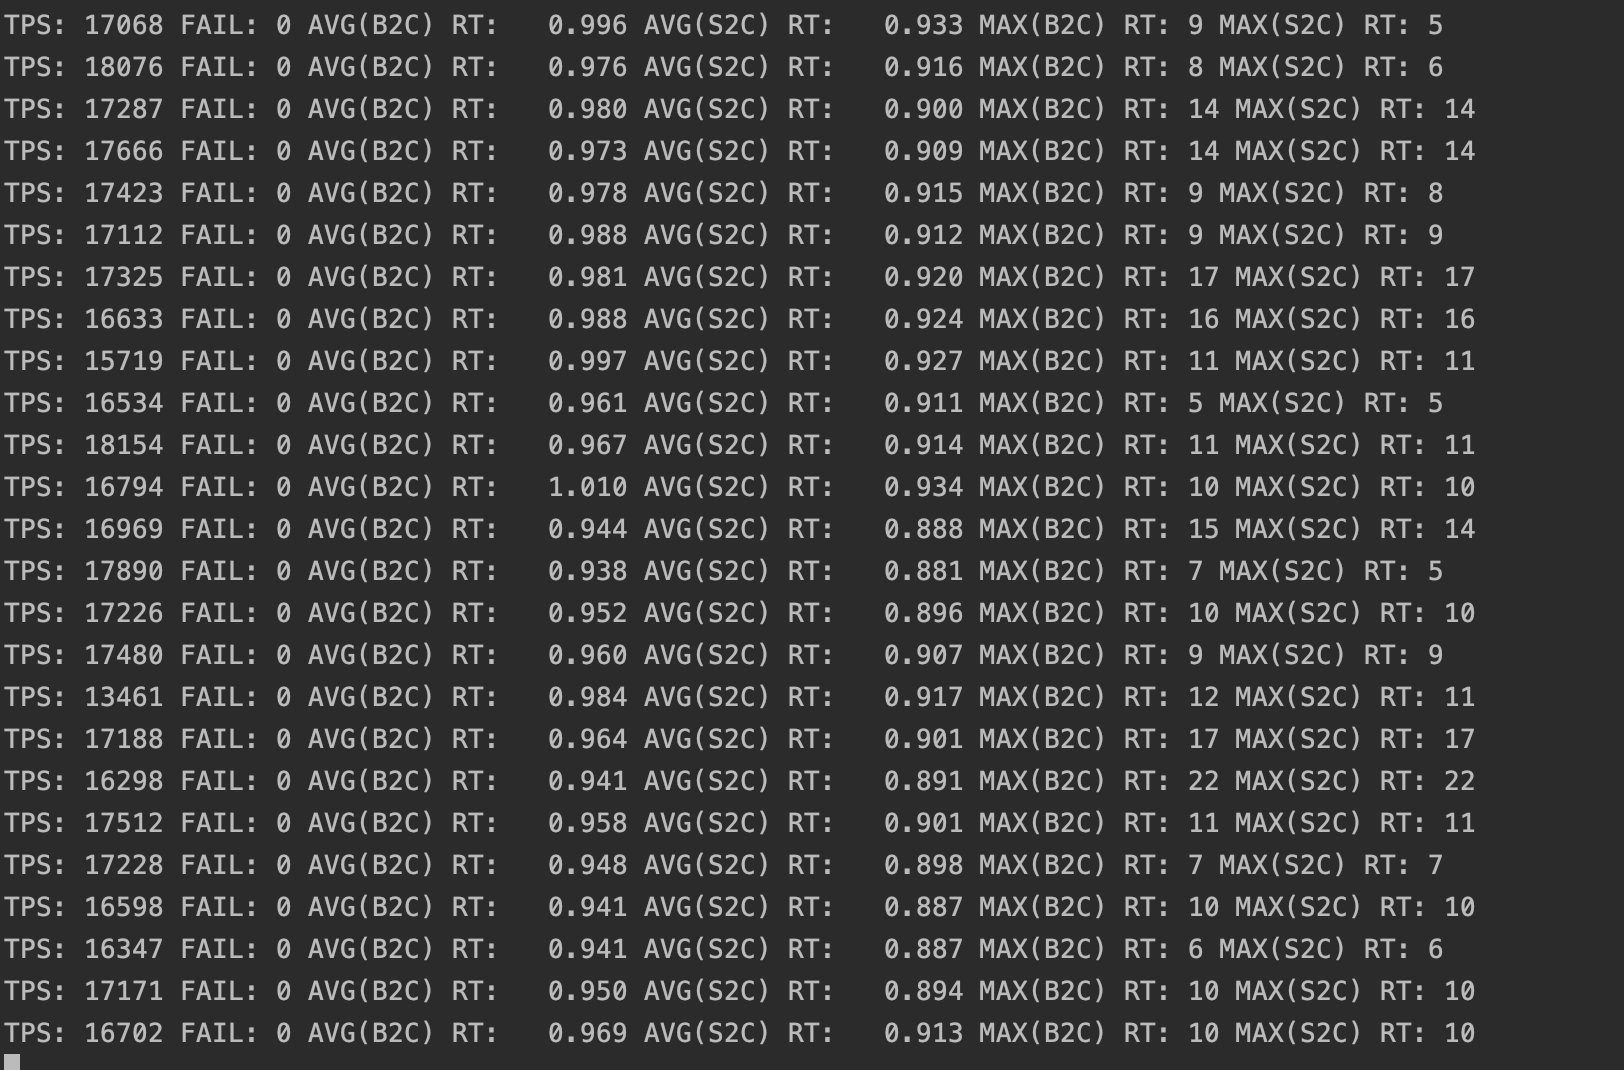 TPS: 17068 FAIL: 0 AVG(B2C) RT:   0.996 AVG(S2C) RT:   0.933 MAX(B2C) RT: 9 MAX(S2C) RT: 5
TPS: 18076 FAIL: 0 AVG(B2C) RT:   0.976 AVG(S2C) RT:   0.916 MAX(B2C) RT: 8 MAX(S2C) RT: 6
TPS: 17287 FAIL: 0 AVG(B2C) RT:   0.980 AVG(S2C) RT:   0.900 MAX(B2C) RT: 14 MAX(S2C) RT: 14
TPS: 17666 FAIL: 0 AVG(B2C) RT:   0.973 AVG(S2C) RT:   0.909 MAX(B2C) RT: 14 MAX(S2C) RT: 14
TPS: 17423 FAIL: 0 AVG(B2C) RT:   0.978 AVG(S2C) RT:   0.915 MAX(B2C) RT: 9 MAX(S2C) RT: 8
TPS: 17112 FAIL: 0 AVG(B2C) RT:   0.988 AVG(S2C) RT:   0.912 MAX(B2C) RT: 9 MAX(S2C) RT: 9
TPS: 17325 FAIL: 0 AVG(B2C) RT:   0.981 AVG(S2C) RT:   0.920 MAX(B2C) RT: 17 MAX(S2C) RT: 17
TPS: 16633 FAIL: 0 AVG(B2C) RT:   0.988 AVG(S2C) RT:   0.924 MAX(B2C) RT: 16 MAX(S2C) RT: 16
TPS: 15719 FAIL: 0 AVG(B2C) RT:   0.997 AVG(S2C) RT:   0.927 MAX(B2C) RT: 11 MAX(S2C) RT: 11
TPS: 16534 FAIL: 0 AVG(B2C) RT:   0.961 AVG(S2C) RT:   0.911 MAX(B2C) RT: 5 MAX(S2C) RT: 5
TPS: 18154 FAIL: 0 AVG(B2C) RT:   0.967 AVG(S2C) RT:   0.914 MAX(B2C) RT: 11 MAX(S2C) RT: 11
TPS: 16794 FAIL: 0 AVG(B2C) RT:   1.010 AVG(S2C) RT:   0.934 MAX(B2C) RT: 10 MAX(S2C) RT: 10
TPS: 16969 FAIL: 0 AVG(B2C) RT:   0.944 AVG(S2C) RT:   0.888 MAX(B2C) RT: 15 MAX(S2C) RT: 14
TPS: 17890 FAIL: 0 AVG(B2C) RT:   0.938 AVG(S2C) RT:   0.881 MAX(B2C) RT: 7 MAX(S2C) RT: 5
TPS: 17226 FAIL: 0 AVG(B2C) RT:   0.952 AVG(S2C) RT:   0.896 MAX(B2C) RT: 10 MAX(S2C) RT: 10
TPS: 17480 FAIL: 0 AVG(B2C) RT:   0.960 AVG(S2C) RT:   0.907 MAX(B2C) RT: 9 MAX(S2C) RT: 9
TPS: 13461 FAIL: 0 AVG(B2C) RT:   0.984 AVG(S2C) RT:   0.917 MAX(B2C) RT: 12 MAX(S2C) RT: 11
TPS: 17188 FAIL: 0 AVG(B2C) RT:   0.964 AVG(S2C) RT:   0.901 MAX(B2C) RT: 17 MAX(S2C) RT: 17
TPS: 16298 FAIL: 0 AVG(B2C) RT:   0.941 AVG(S2C) RT:   0.891 MAX(B2C) RT: 22 MAX(S2C) RT: 22
TPS: 17512 FAIL: 0 AVG(B2C) RT:   0.958 AVG(S2C) RT:   0.901 MAX(B2C) RT: 11 MAX(S2C) RT: 11
TPS: 17228 FAIL: 0 AVG(B2C) RT:   0.948 AVG(S2C) RT:   0.898 MAX(B2C) RT: 7 MAX(S2C) RT: 7
TPS: 16598 FAIL: 0 AVG(B2C) RT:   0.941 AVG(S2C) RT:   0.887 MAX(B2C) RT: 10 MAX(S2C) RT: 10
TPS: 16347 FAIL: 0 AVG(B2C) RT:   0.941 AVG(S2C) RT:   0.887 MAX(B2C) RT: 6 MAX(S2C) RT: 6
TPS: 17171 FAIL: 0 AVG(B2C) RT:   0.950 AVG(S2C) RT:   0.894 MAX(B2C) RT: 10 MAX(S2C) RT: 10
TPS: 16702 FAIL: 0 AVG(B2C) RT:   0.969 AVG(S2C) RT:   0.913 MAX(B2C) RT: 10 MAX(S2C) RT: 10